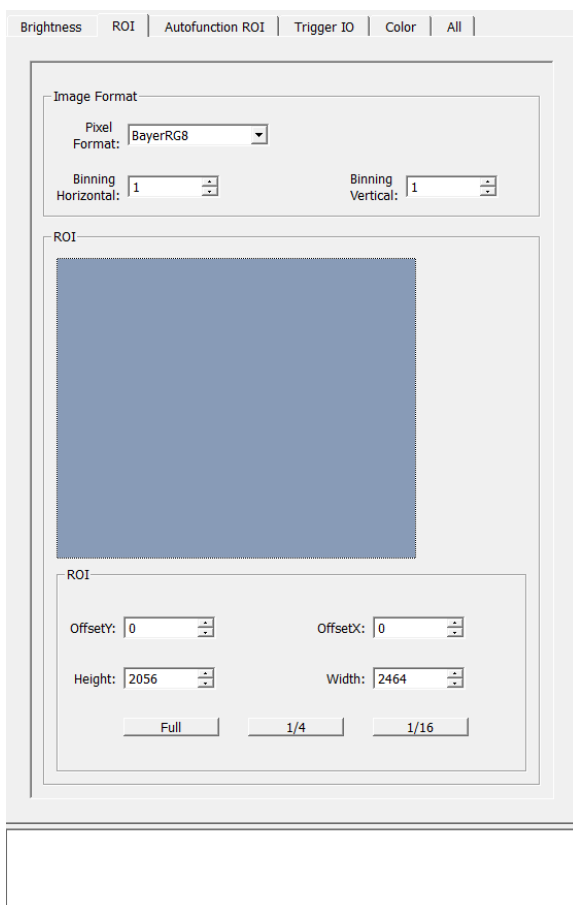 Brightness ROI Autofunction ROI Trigger IO Color All
Image Format
Pixel
Format: BayerRG8
Binning
Horizontal: 1
Binning
Vertical: 1
ROI
ROI
OffsetY: 0 OffsetX: 0
Height: 2056 Width: 2464
Full 1/4 1/16